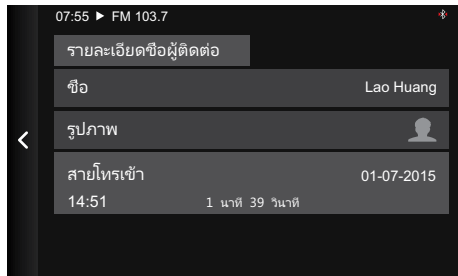 07:55 ► FM 103.7
รายละเอียดชื่อผู้ติดต่อ
ชื่อ Lao Huang
รูปภาพ
สายโทรเข้า 01-07-2015
14:51 1 นาที 39 วินาที